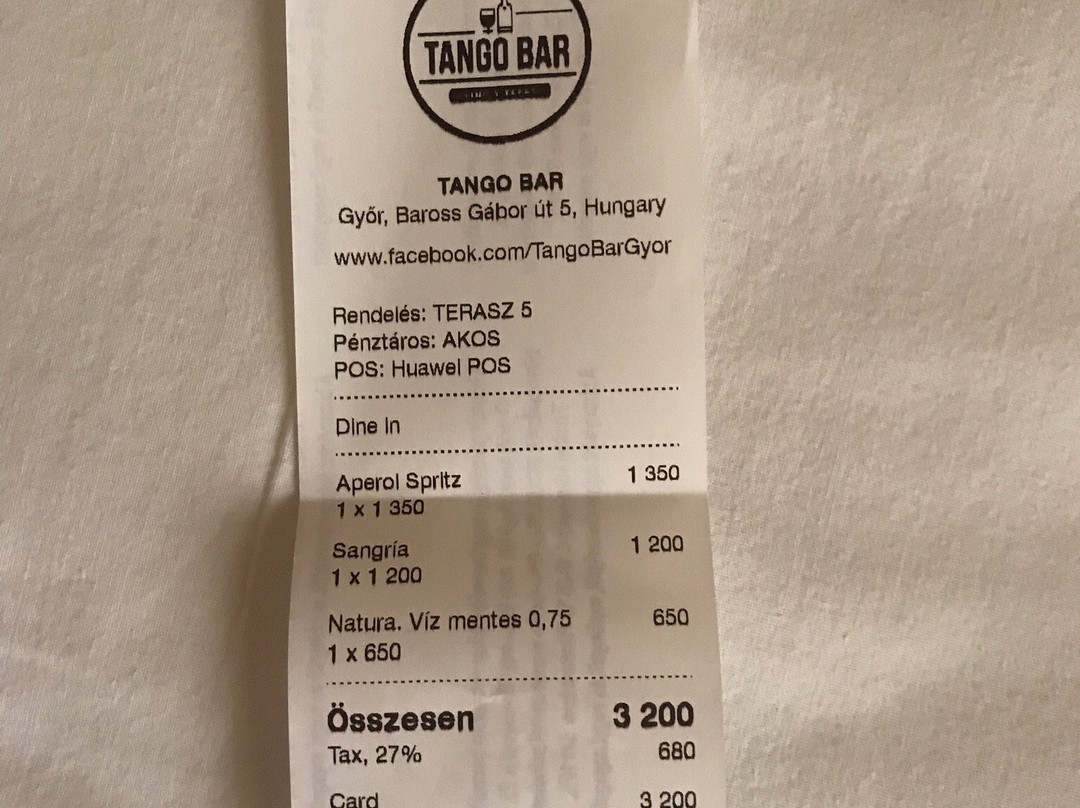 TANGO BAR
TANGO BAR
Győr, Baross Gábor út 5, Hungary
www.facebook.com/TangoBarGyor
Rendelés: TERASZ 5
Pénztáros: AKOS
POS: Huawei POS
Dine in
Aperol Spritz 1 350
1 x 1 350
Sangría 1 200
1 x 1 200
Natura. Víz mentes 0,75 650
1 x 650
Összesen 3 200
Tax, 27% 680
Card 3 200